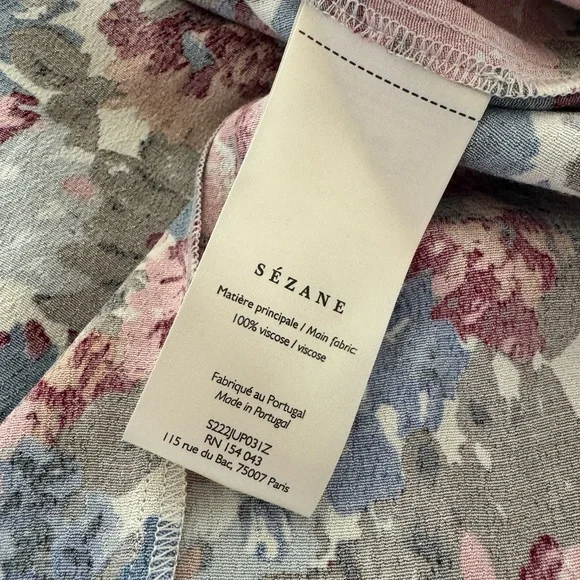 SÉZANE
Matière principale / Main fabric:
100% viscose / viscose
Fabriqué au Portugal
Made in Portugal
S222JUP031Z
RN 154 043
115 rue du Bac, 75007 Paris